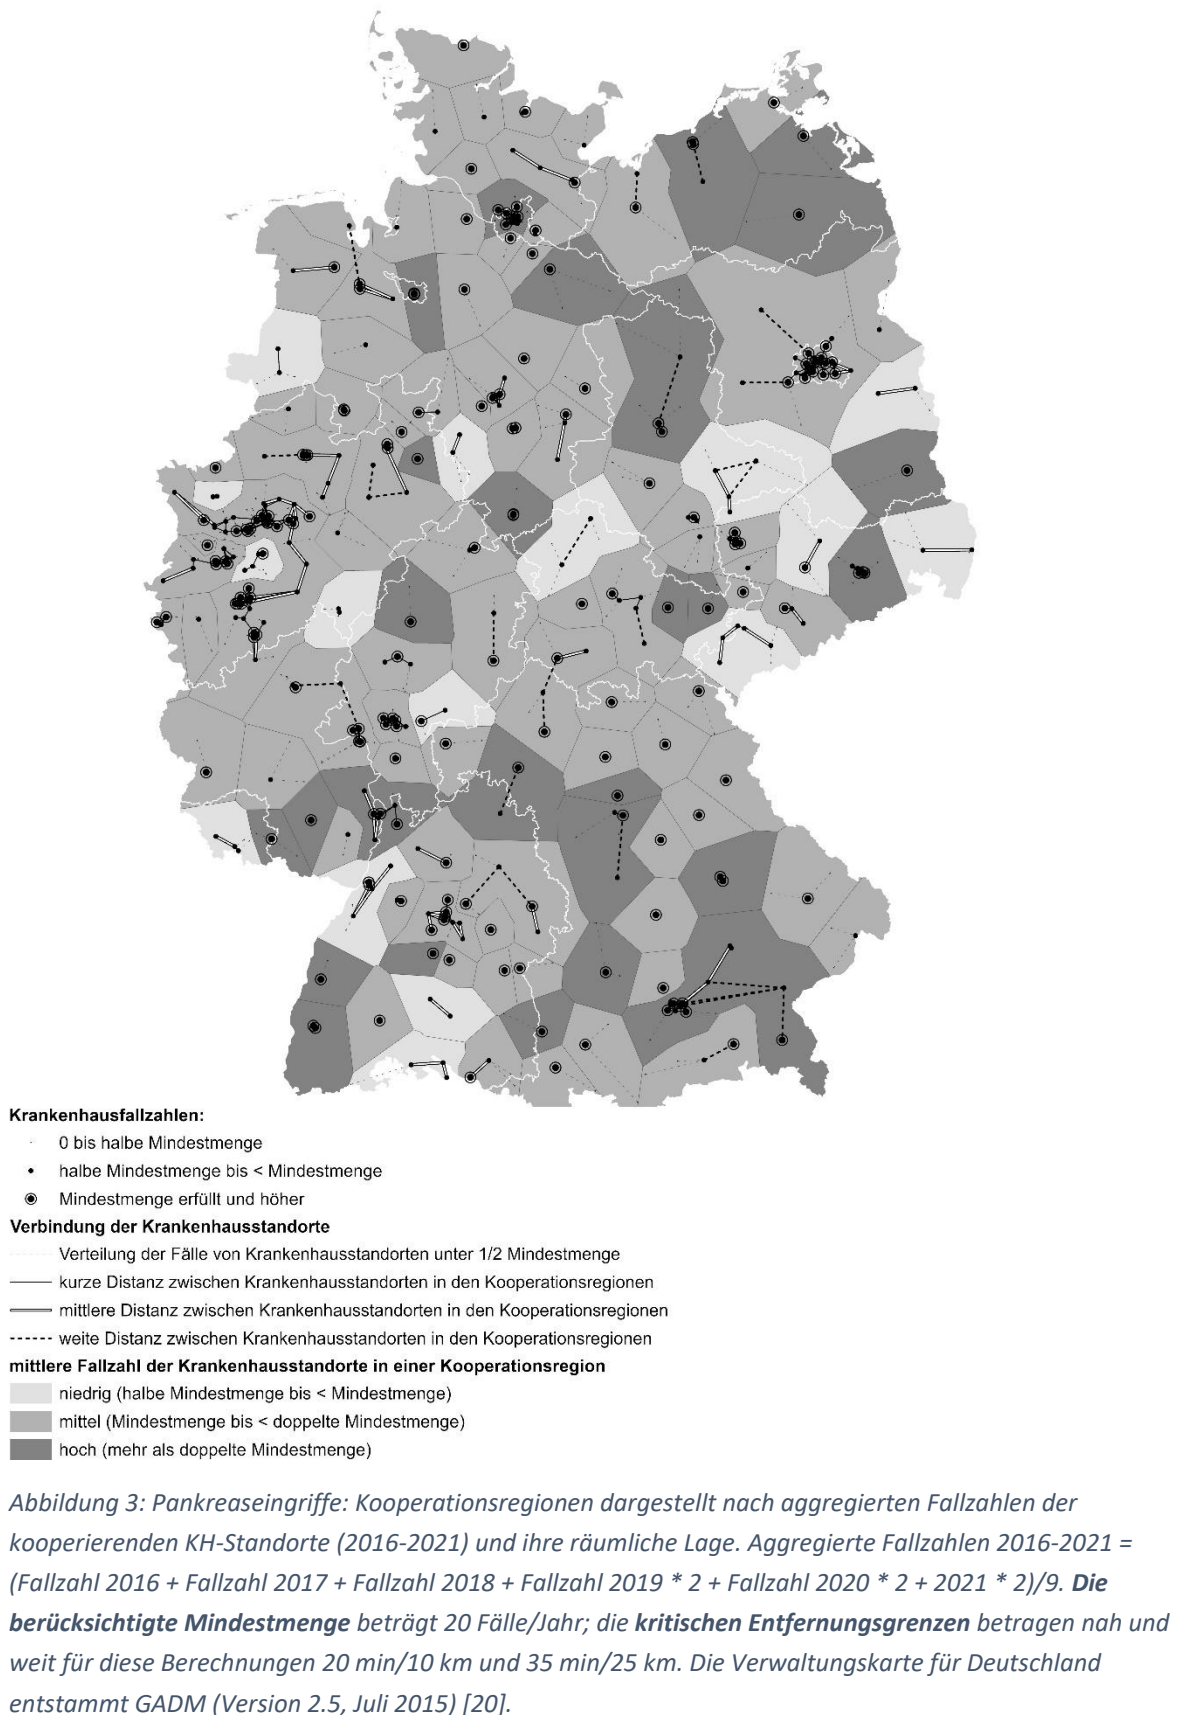 Krankenhausfallzahlen:
0 bis halbe Mindestmenge
halbe Mindestmenge bis < Mindestmenge
Mindestmenge erfüllt und höher
Verbindung der Krankenhausstandorte
Verteilung der Fälle von Krankenhausstandorten unter 1/2 Mindestmenge
kurze Distanz zwischen Krankenhausstandorten in den Kooperationsregionen
mittlere Distanz zwischen Krankenhausstandorten in den Kooperationsregionen
weite Distanz zwischen Krankenhausstandorten in den Kooperationsregionen
mittlere Fallzahl der Krankenhausstandorte in einer Kooperationsregion
niedrig (halbe Mindestmenge bis < Mindestmenge)
mittel (Mindestmenge bis < doppelte Mindestmenge)
hoch (mehr als doppelte Mindestmenge)
Abbildung 3: Pankreaseingriffe: Kooperationsregionen dargestellt nach aggregierten Fallzahlen der
kooperierenden KH-Standorte (2016-2021) und ihre räumliche Lage. Aggregierte Fallzahlen 2016-2021 =
(Fallzahl 2016 + Fallzahl 2017 + Fallzahl 2018 + Fallzahl 2019 * 2 + Fallzahl 2020 * 2 + 2021 * 2)/9. Die
berücksichtigte Mindestmenge beträgt 20 Fälle/Jahr; die kritischen Entfernungsgrenzen betragen nah und
weit für diese Berechnungen 20 min/10 km und 35 min/25 km. Die Verwaltungskarte für Deutschland
entstammt GADM (Version 2.5, Juli 2015) [20].